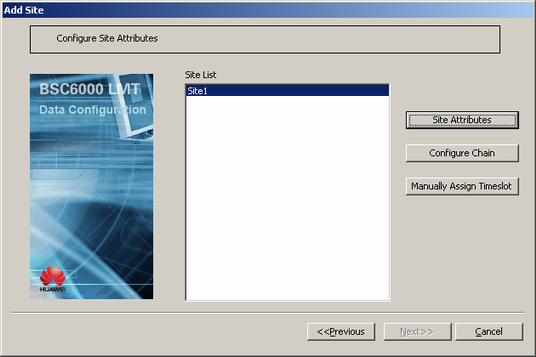 Add Site
Configure Site Attributes
BSC6000 LMT
Data Configuration
HUAWEI
Site List
Site1
Site Attributes
Configure Chain
Manually Assign Timeslot
<<Previous
Next>>
Cancel